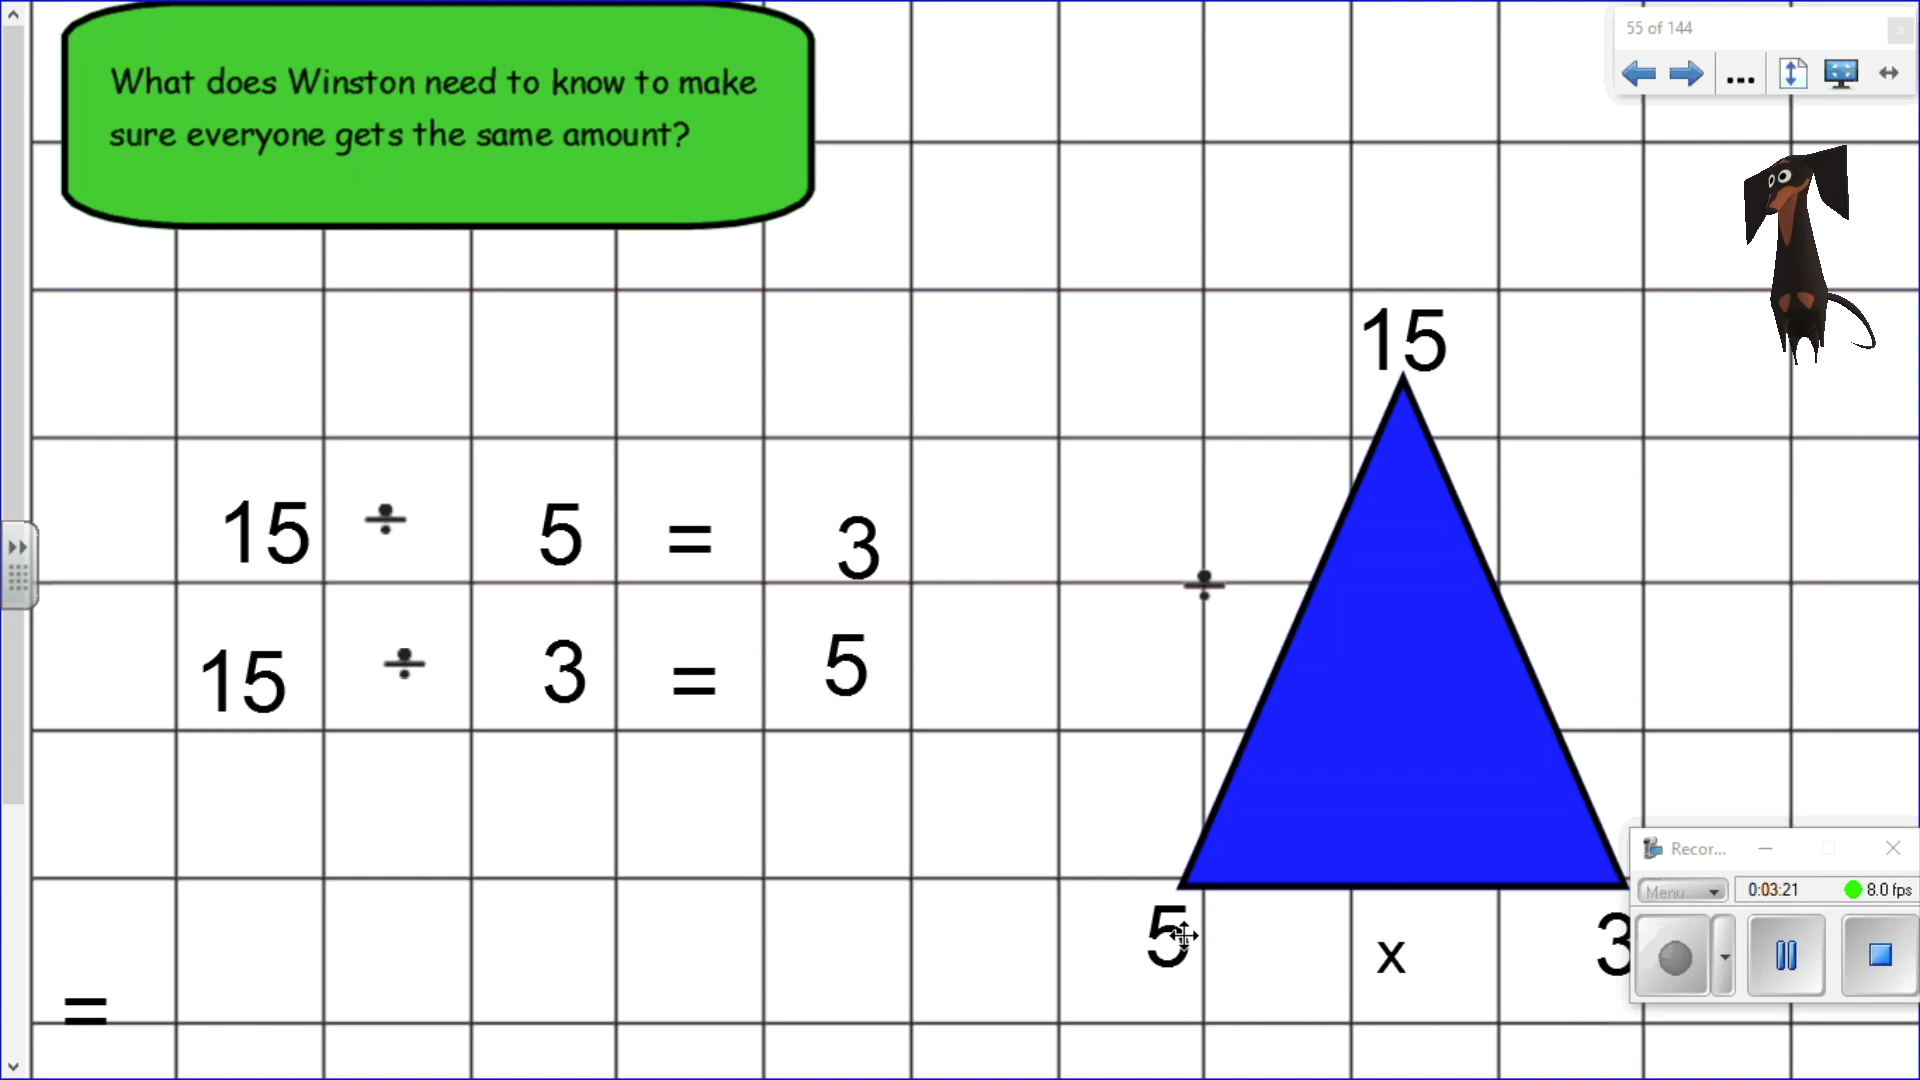 What does Winston need to know to make
sure everyone gets the same amount?
55 of 144
15
15 ÷ 5 = 3
÷
15 ÷ 3 = 5
5 x 3
=
Recor...
Menu 0:03:21 8.0 fps